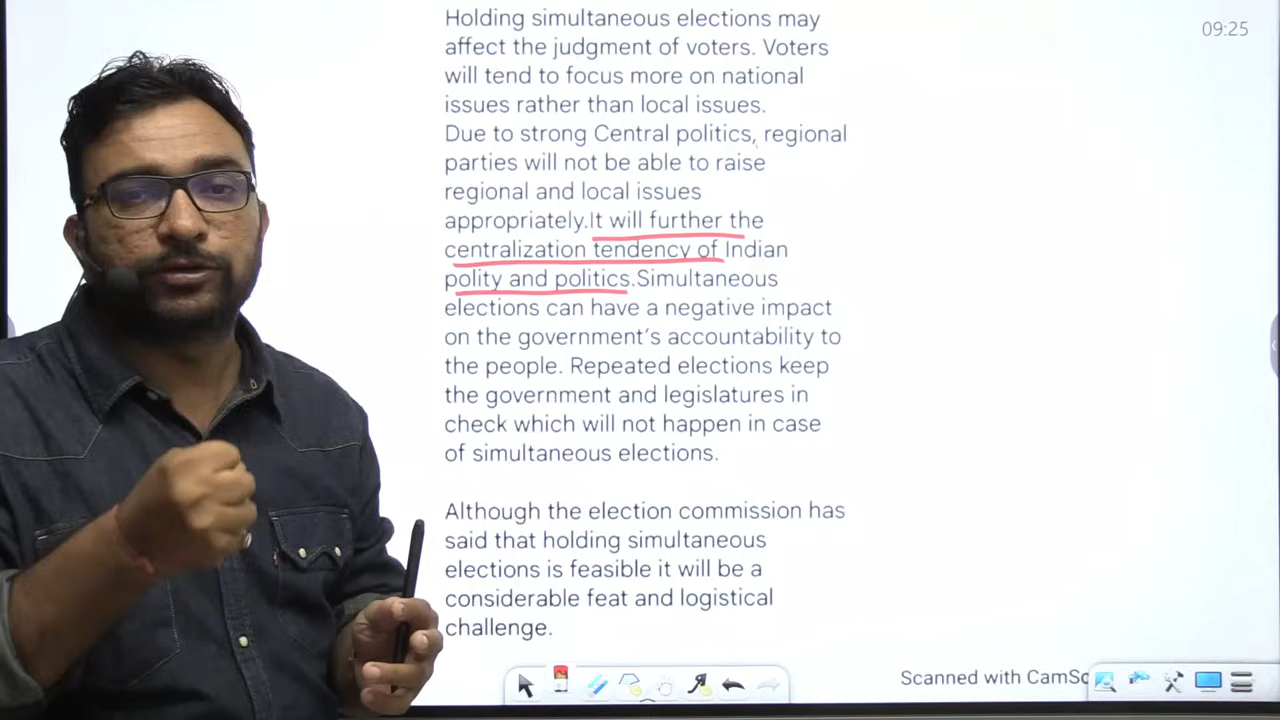 Holding simultaneous elections may
affect the judgment of voters. Voters
will tend to focus more on national
issues rather than local issues.
Due to strong Central politics, regional
parties will not be able to raise
regional and local issues
appropriately.It will further the
centralization tendency of Indian
polity and politics.Simultaneous
elections can have a negative impact
on the government's accountability to
the people. Repeated elections keep
the government and legislatures in
check which will not happen in case
of simultaneous elections.
Although the election commission has
said that holding simultaneous
elections is feasible it will be a
considerable feat and logistical
challenge.
09:25
Scanned with CamSc